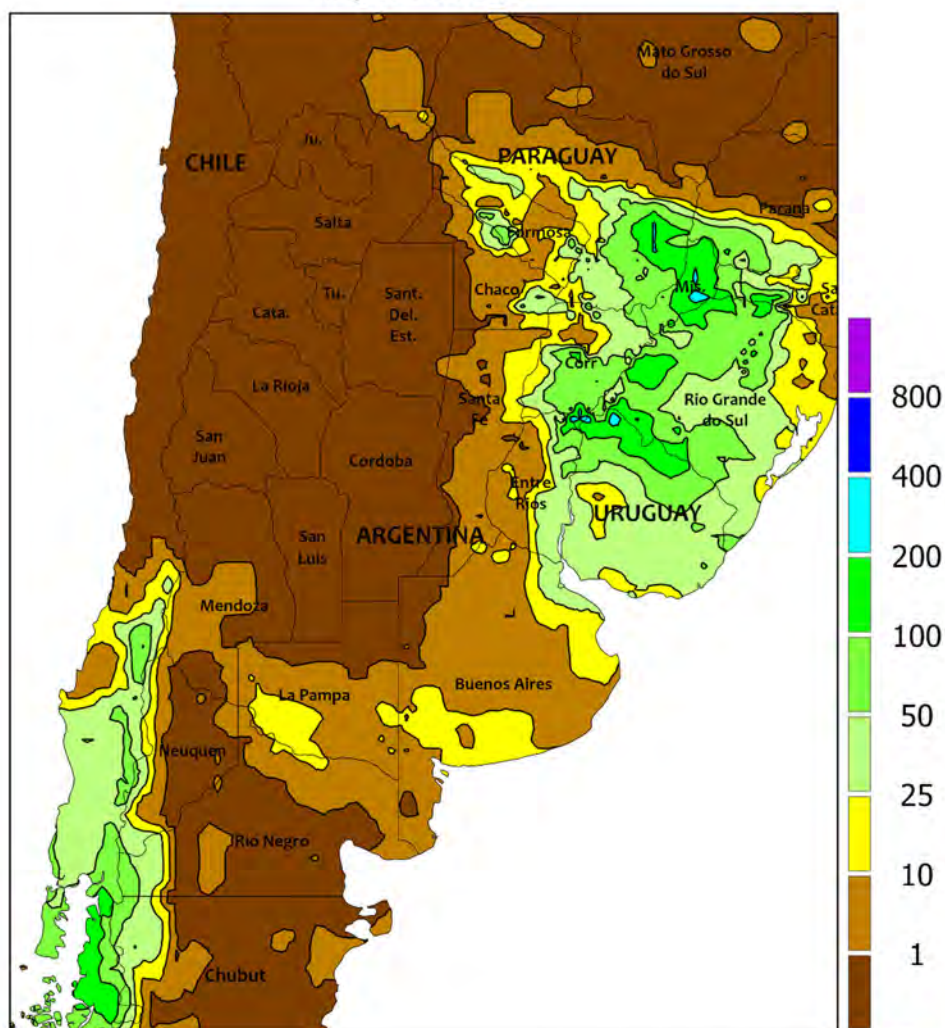 Mato Grosso
do Sul
Ju.
CHILE
PARAGUAY
Parana
Salta
Formosa
Chaco
Mis.
Sa
Cat.
Tu.
Sant.
Del.
Est.
Cata.
La Rioja
Corr
Santa
Fe
Rio Grande
do Sul
San
Juan
Cordoba
Entre
Rios
URUGUAY
ARGENTINA
San
Luis
Mendoza
La Pampa
Buenos Aires
Neuquen
Rio Negro
Chubut
800
400
200
100
50
25
10
1